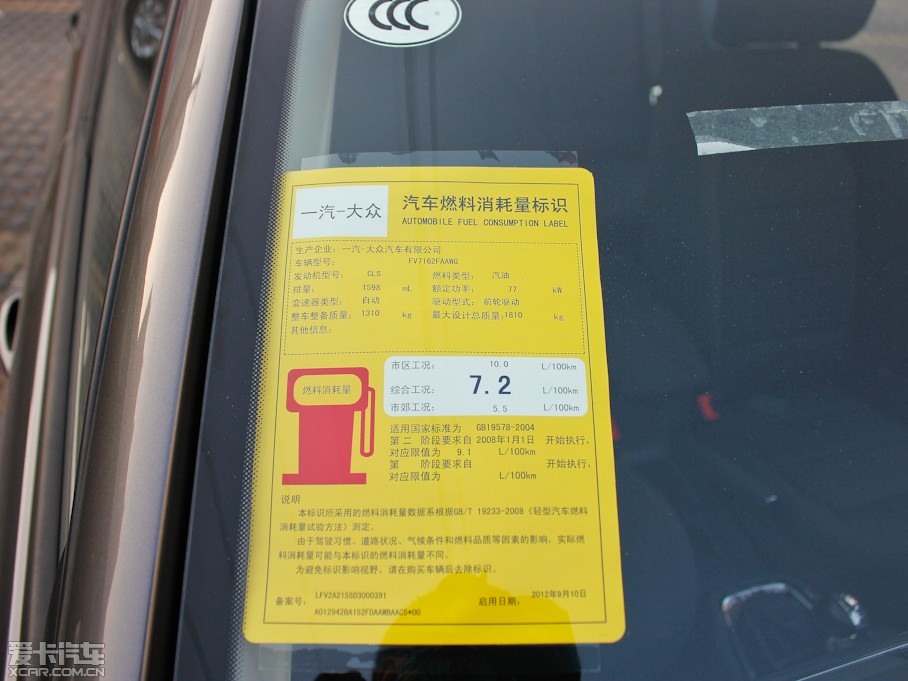 CCC
一汽-大众
汽车燃料消耗量标识
AUTOMOBILE FUEL CONSUMPTION LABEL
生产企业: 一汽-大众汽车有限公司
车辆型号: FV7162FAAWG
发动机型号: CLS 燃料类型: 汽油
排量: 1598 mL 额定功率: 77 kW
变速器类型: 自动 驱动型式: 前轮驱动
整车整备质量: 1310 kg 最大设计总质量: 1810 kg
其他信息:
燃料消耗量
市区工况: 10.0 L/100km
综合工况: 7.2 L/100km
市郊工况: 5.5 L/100km
适用国家标准为 GB19578-2004
第二 阶段要求自 2008年1月1日 开始执行,
对应限值为 9.1 L/100km
第 阶段要求自 开始执行,
对应限值为 L/100km
说明
本标识所采用的燃料消耗量数据系根据GB/T 19233-2008《轻型汽车燃料
消耗量试验方法》测定。
由于驾驶习惯、道路状况、气候条件和燃料品质等因素的影响,实际燃
料消耗量可能与本标识的燃料消耗量不同。
为避免标识影响视野,请在购买车辆后去除标识。
备案号: LFV2A2155D3000391 启用日期: 2012年9月10日
A012942BA152FDAAWBAACS*00
爱卡汽车
XCAR.COM.CN